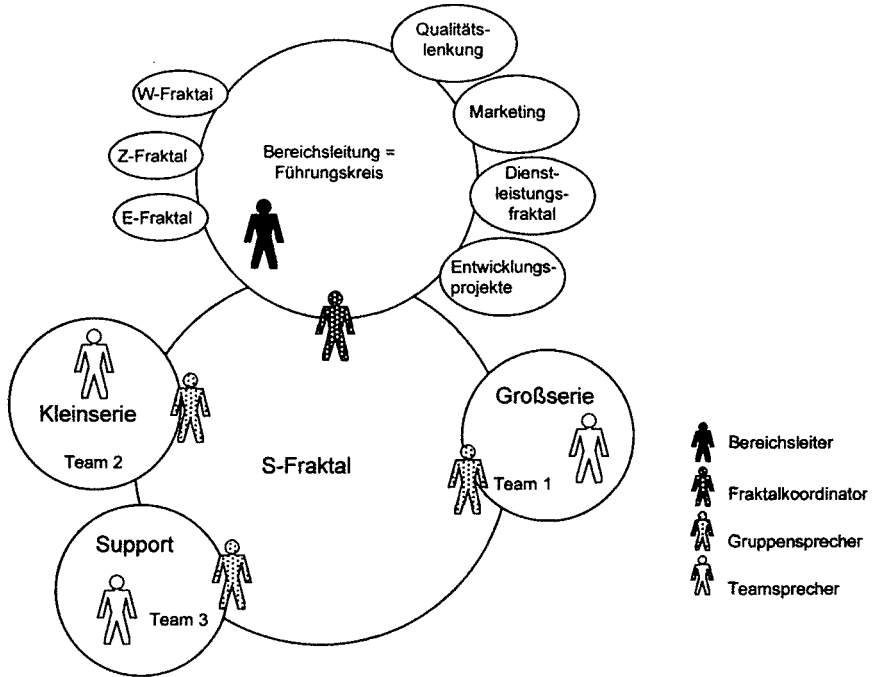 Qualitäts-
lenkung
W-Fraktal
Marketing
Z-Fraktal
Bereichsleitung =
Führungskreis
Dienst-
leistungs-
fraktal
E-Fraktal
Entwicklungs-
projekte
Kleinserie
Team 2
Großserie
Team 1
S-Fraktal
Support
Team 3
Bereichsleiter
Fraktalkoordinator
Gruppensprecher
Teamsprecher